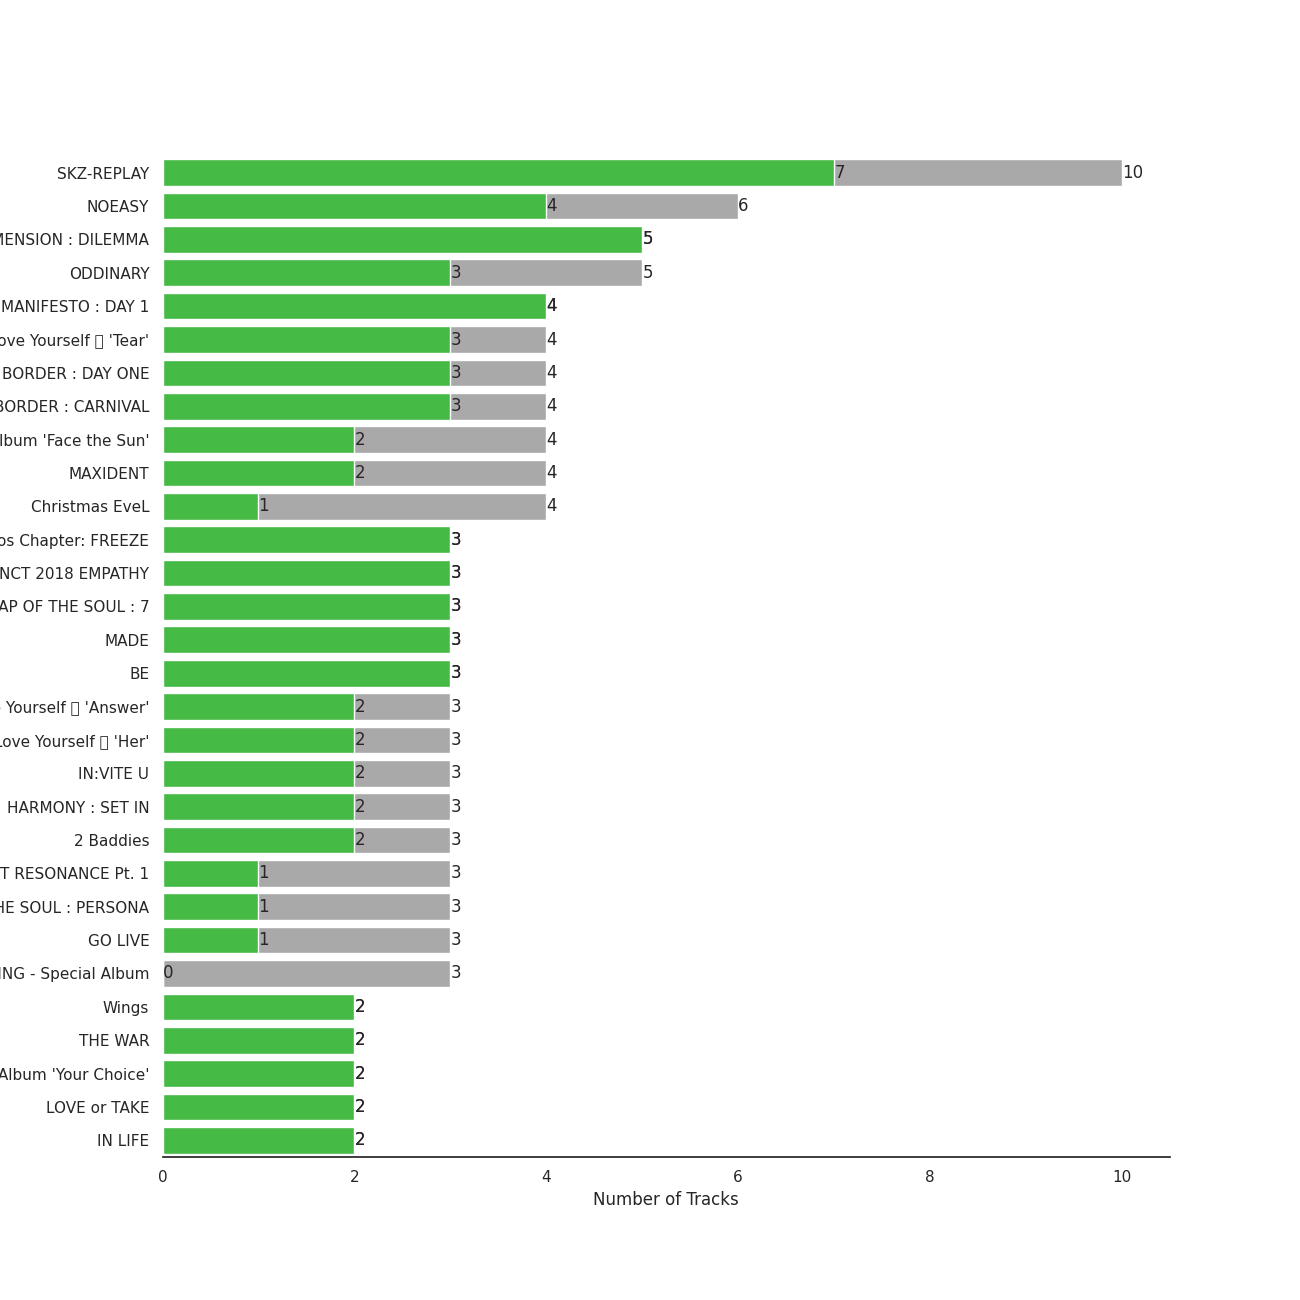 SKZ-REPLAY 7 10
NOEASY 4 6
MENSION : DILEMMA 5
ODDINARY 3 5
MANIFESTO : DAY 1 4
ove Yourself 'Tear' 3 4
BORDER : DAY ONE 3 4
BORDER : CARNIVAL 3 4
lbum 'Face the Sun' 2 4
MAXIDENT 2 4
Christmas EveL 1 4
os Chapter: FREEZE 3
NCT 2018 EMPATHY 3
AP OF THE SOUL : 7 3
MADE 3
BE 3
Yourself 'Answer' 2 3
Love Yourself 'Her' 2 3
IN:VITE U 2 3
HARMONY : SET IN 2 3
2 Baddies 2 3
T RESONANCE Pt. 1 1 3
HE SOUL : PERSONA 1 3
GO LIVE 1 3
ING - Special Album 0 3
Wings 2
THE WAR 2
Album 'Your Choice' 2
LOVE or TAKE 2
IN LIFE 2
0 2 4 6 8 10
Number of Tracks